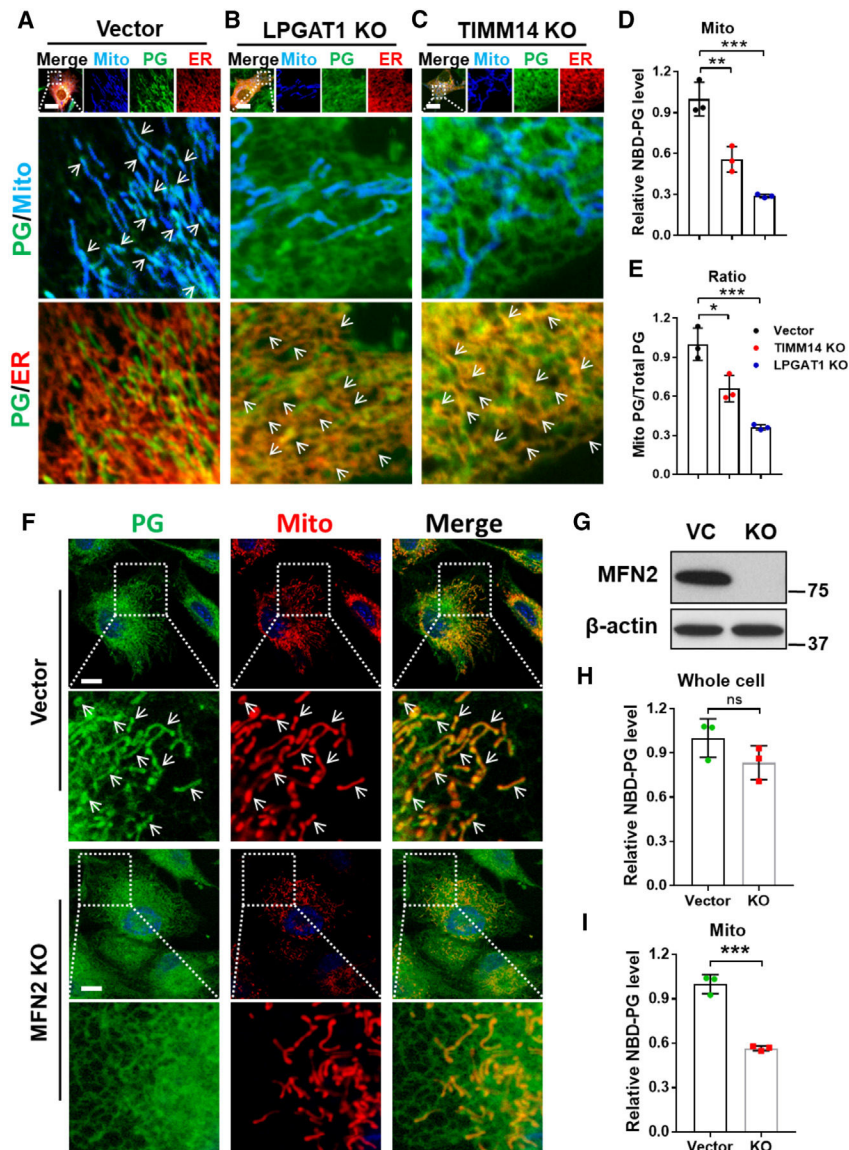 A Vector B LPGAT1 KO C TIMM14 KO
Merge Mito PG ER Merge Mito PG ER Merge Mito PG ER
PG/Mito
PG/ER
D Mito
***
**
1.2
0.9
0.6
0.3
0
Relative NBD-PG level
E Ratio
***
*
1.2
0.9
0.6
0.3
0.0
Mito PG/Total PG
Vector
TIMM14 KO
LPGAT1 KO
F PG Mito Merge
Vector
MFN2 KO
G VC KO
MFN2
75
β-actin
37
H Whole cell
ns
1.2
0.9
0.6
0.3
0.0
Relative NBD-PG level
Vector KO
I Mito
***
1.2
0.9
0.6
0.3
0.0
Relative NBD-PG level
Vector KO